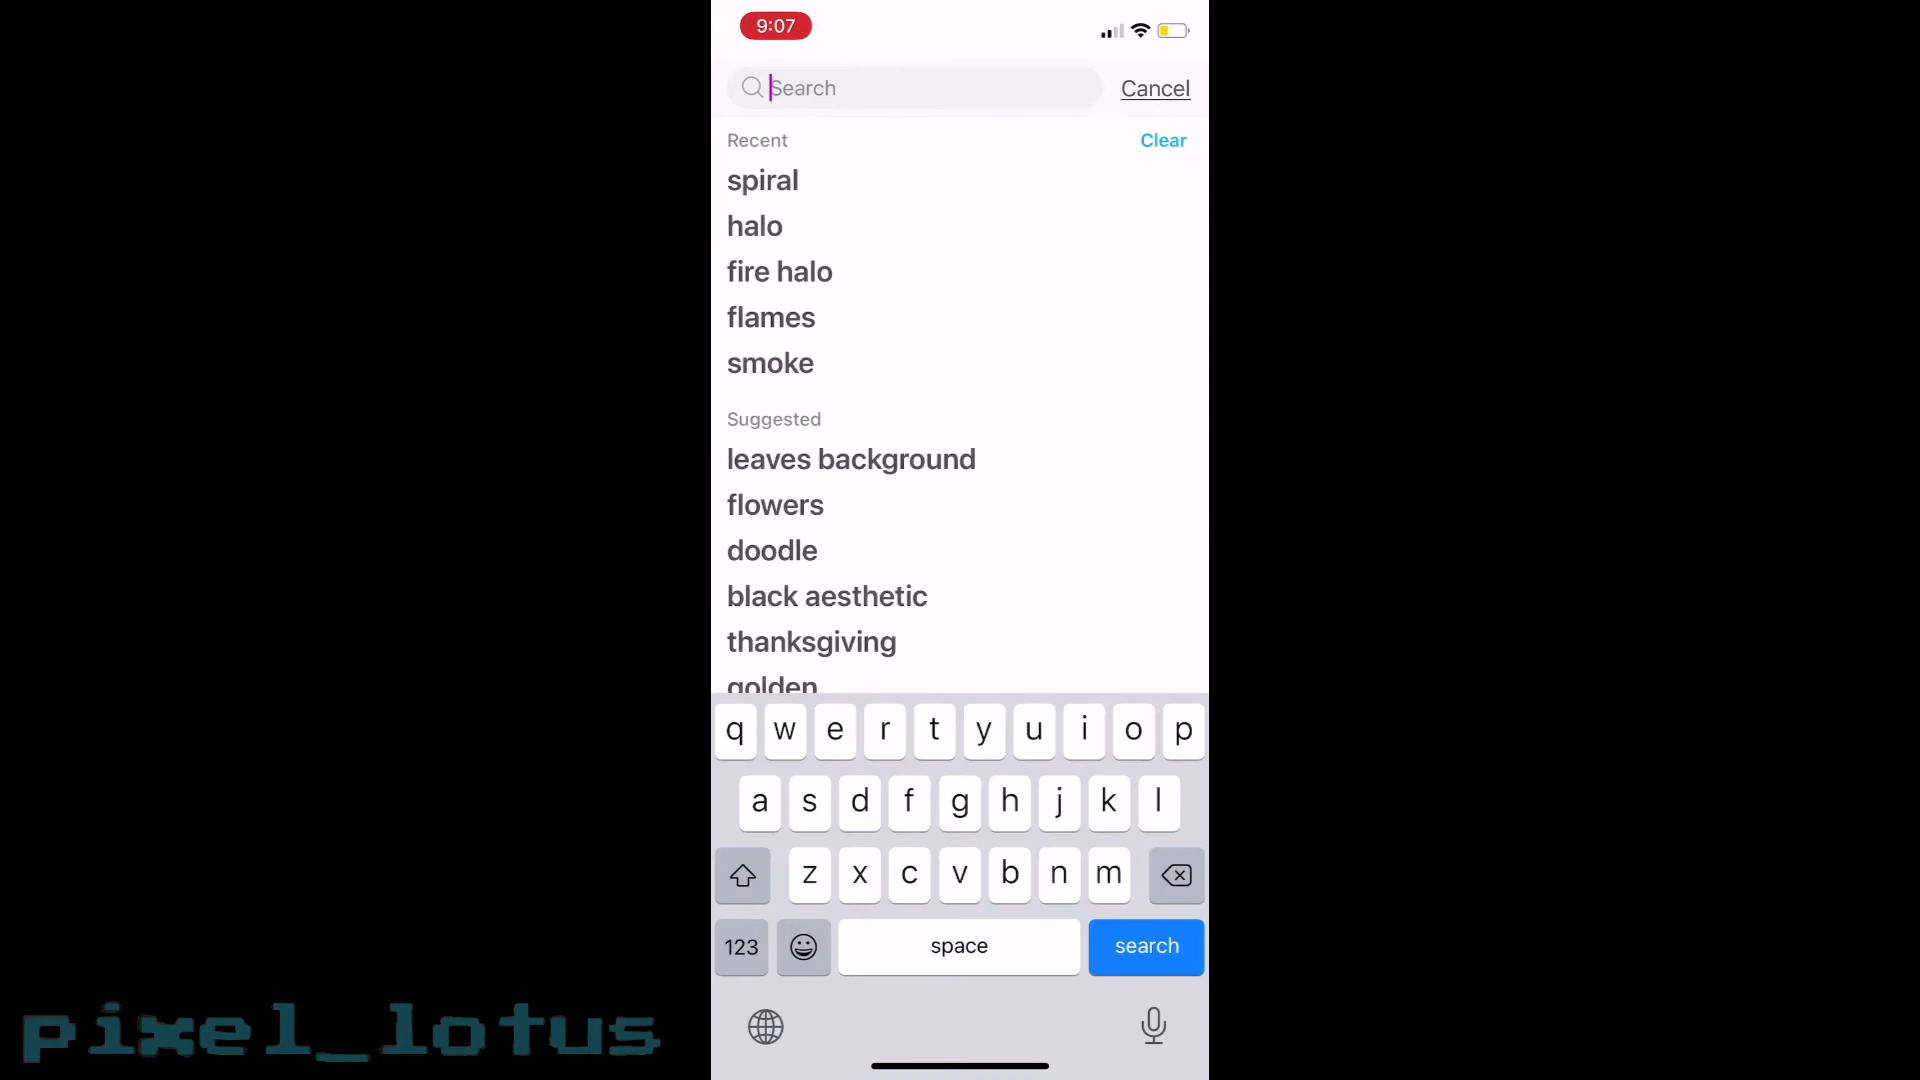 9:07
Search
Cancel
Recent
Clear
spiral
halo
fire halo
flames
smoke
Suggested
leaves background
flowers
doodle
black aesthetic
thanksgiving
golden
q w e r t y u i o p
a s d f g h j k l
z x c v b n m
123
space
search
pixel_lotus